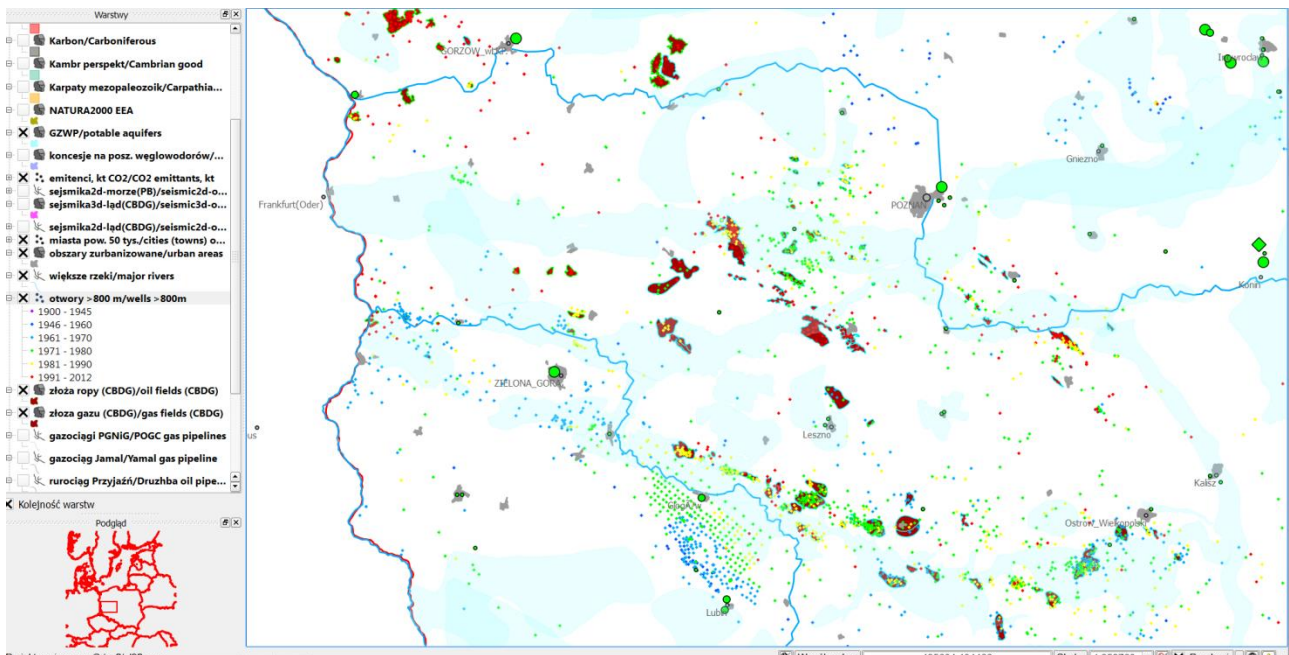 Warstwy
Karbon/Carboniferous
Kambr perspekt/Cambrian good
Karpaty mezopaleozoik/Carpathia...
NATURA2000 EEA
GZWP/potable aquifers
koncesje na posz. węglowodorów/...
emitenci, kt CO2/CO2 emittants, kt
sejsmika2d-morze(PB)/seismic2d-o...
sejsmika3d-ląd(CBDG)/seismic3d-o...
sejsmika2d-ląd(CBDG)/seismic2d-o...
miasta pow. 50 tys./cities (towns) o...
obszary zurbanizowane/urban areas
większe rzeki/major rivers
otwory >800 m/wells >800m
1900 - 1945
1946 - 1960
1961 - 1970
1971 - 1980
1981 - 1990
1991 - 2012
złoża ropy (CBDG)/oil fields (CBDG)
złoza gazu (CBDG)/gas fields (CBDG)
gazociągi PGNiG/POGC gas pipelines
gazociąg Jamal/Yamal gas pipeline
rurociąg Przyjaźń/Druzhba oil pipe...
Kolejność warstw
Podgląd
Gniezno
Frankfurt(Oder)
POZNAŃ
Konin
ZIELONA_GÓRA
us
Leszno
Kalisz
Ostrów_Wielkopolski
Lubin